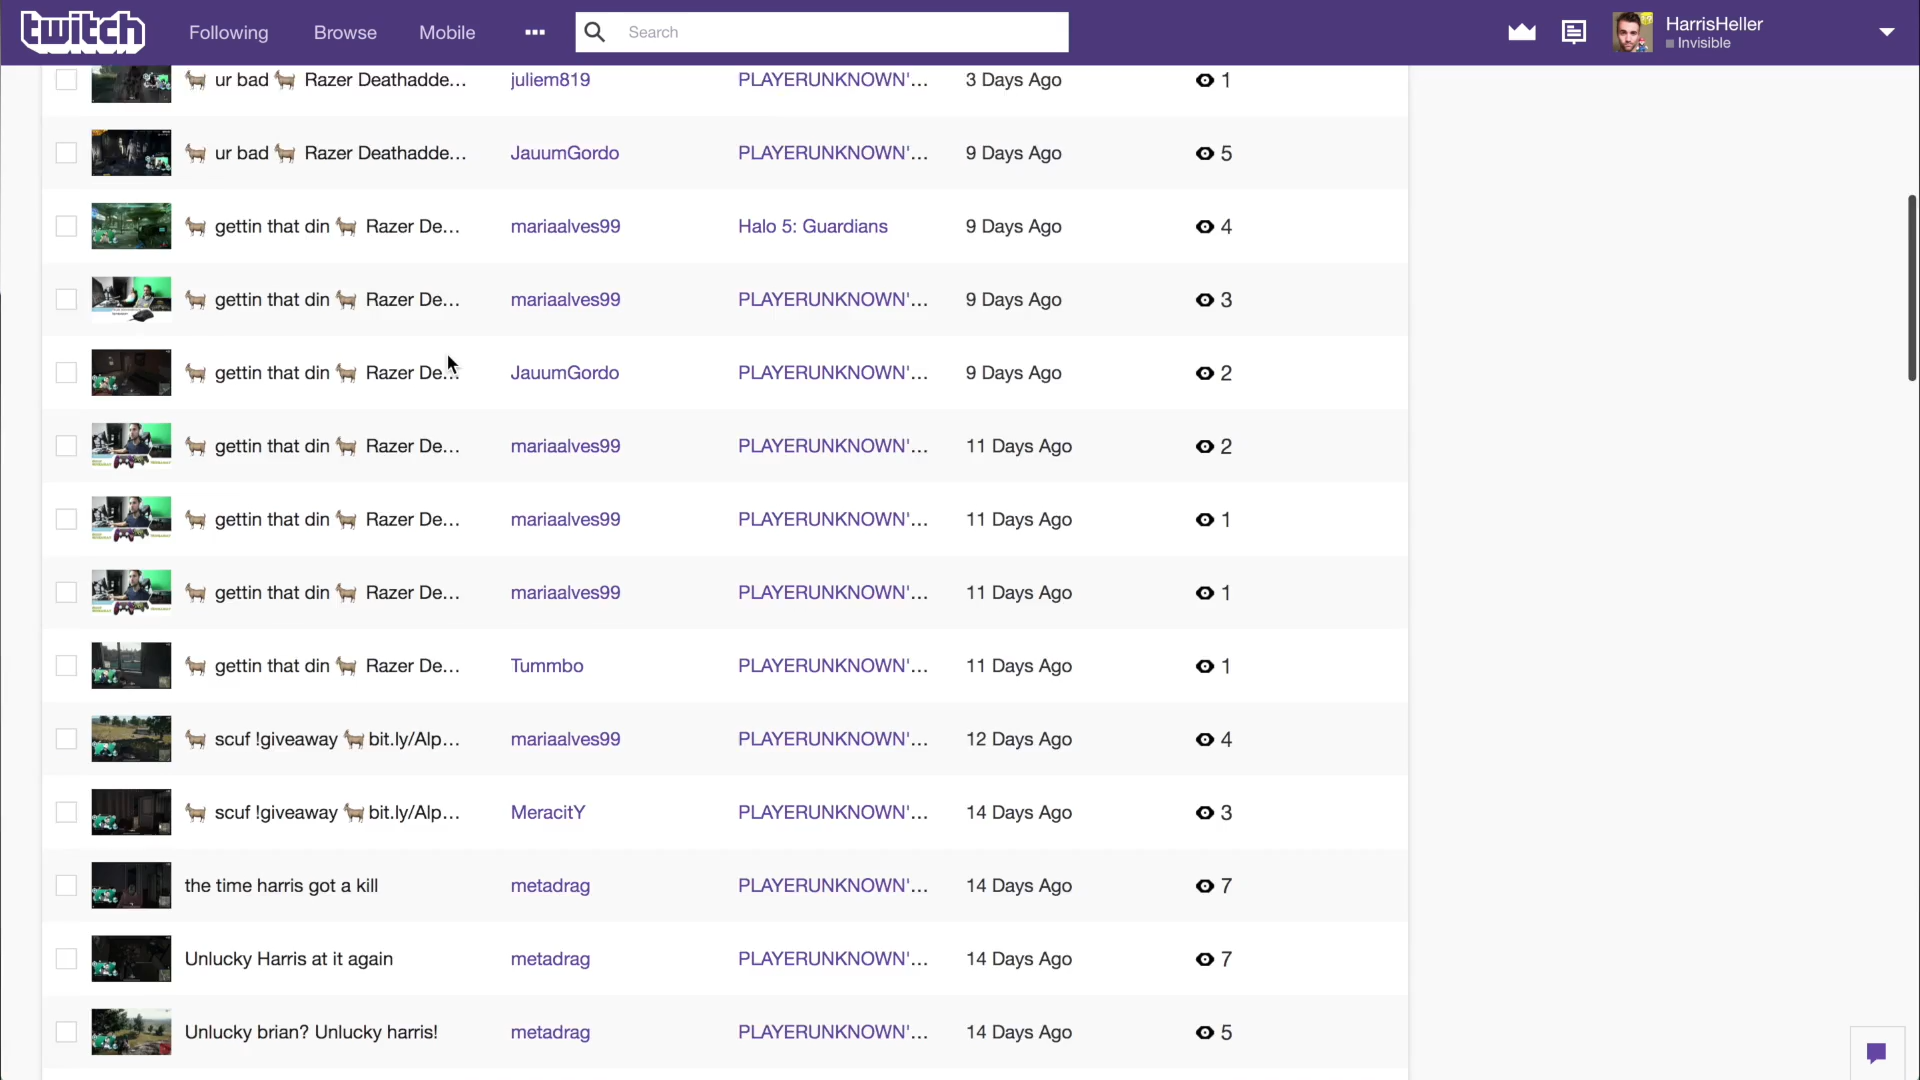 twitch Following Browse Mobile Search HarrisHeller
Invisible
ur bad Razer Deathadde... juliem819 PLAYERUNKNOWN'... 3 Days Ago 1
ur bad Razer Deathadde... JauumGordo PLAYERUNKNOWN'... 9 Days Ago 5
gettin that din Razer De... mariaalves99 Halo 5: Guardians 9 Days Ago 4
gettin that din Razer De... mariaalves99 PLAYERUNKNOWN'... 9 Days Ago 3
gettin that din Razer De... JauumGordo PLAYERUNKNOWN'... 9 Days Ago 2
gettin that din Razer De... mariaalves99 PLAYERUNKNOWN'... 11 Days Ago 2
gettin that din Razer De... mariaalves99 PLAYERUNKNOWN'... 11 Days Ago 1
gettin that din Razer De... mariaalves99 PLAYERUNKNOWN'... 11 Days Ago 1
gettin that din Razer De... Tummbo PLAYERUNKNOWN'... 11 Days Ago 1
scuf !giveaway bit.ly/Alp... mariaalves99 PLAYERUNKNOWN'... 12 Days Ago 4
scuf !giveaway bit.ly/Alp... MeracitY PLAYERUNKNOWN'... 14 Days Ago 3
the time harris got a kill metadrag PLAYERUNKNOWN'... 14 Days Ago 7
Unlucky Harris at it again metadrag PLAYERUNKNOWN'... 14 Days Ago 7
Unlucky brian? Unlucky harris! metadrag PLAYERUNKNOWN'... 14 Days Ago 5